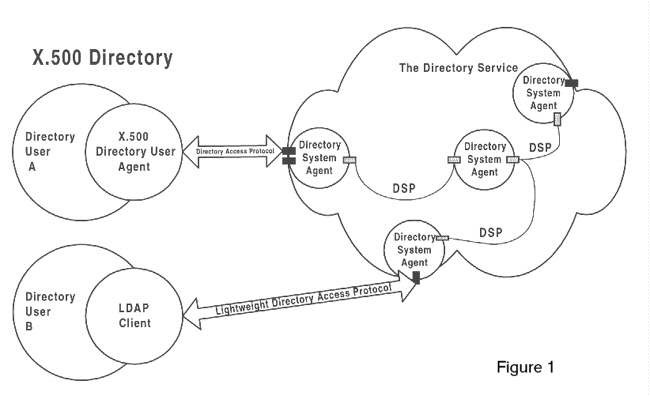 X.500 Directory
The Directory Service
Directory
System
Agent
Directory
User
A
X.500
Directory User
Agent
Directory Access Protocol
Directory
System
Agent
DSP
Directory
System
Agent
DSP
DSP
Directory
System
Agent
Directory
User
B
LDAP
Client
Lightweight Directory Access Protocol
Figure 1